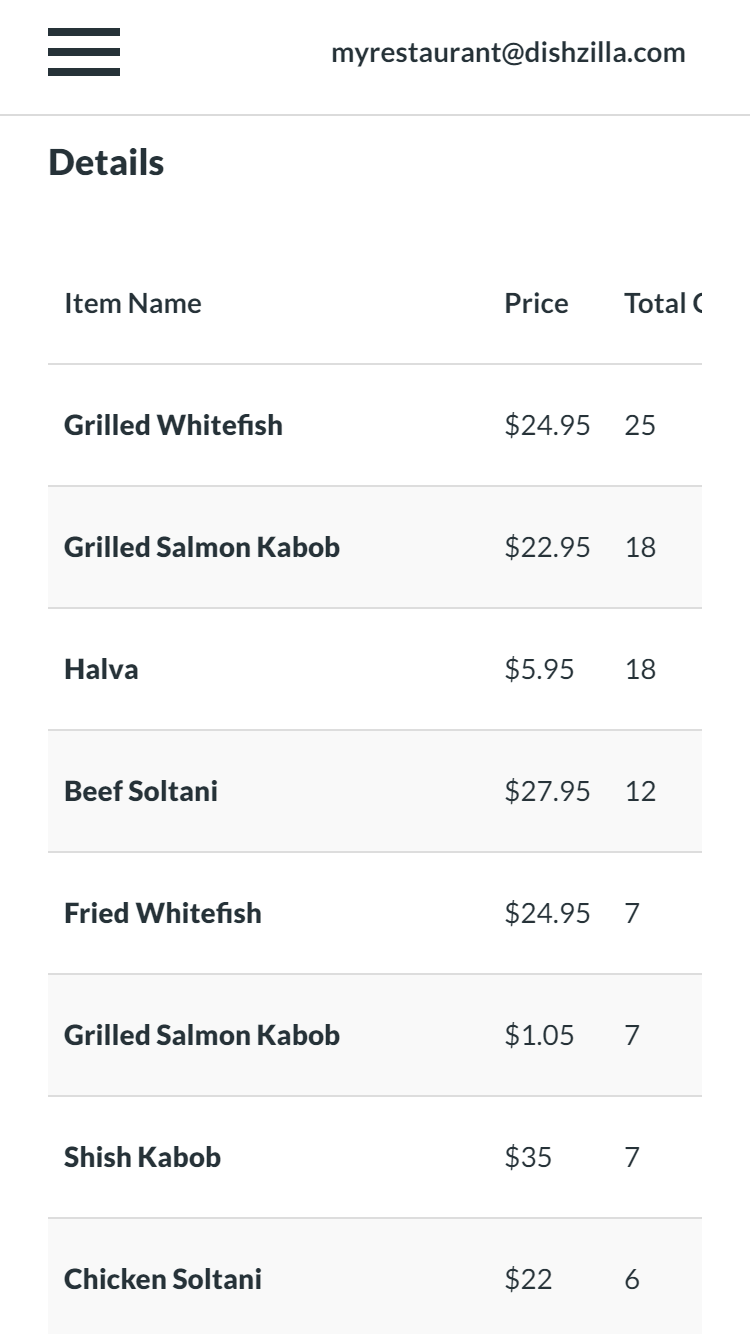 myrestaurant@dishzilla.com
Details
Item Name Price Total
Grilled Whitefish $24.95 25
Grilled Salmon Kabob $22.95 18
Halva $5.95 18
Beef Soltani $27.95 12
Fried Whitefish $24.95 7
Grilled Salmon Kabob $1.05 7
Shish Kabob $35 7
Chicken Soltani $22 6